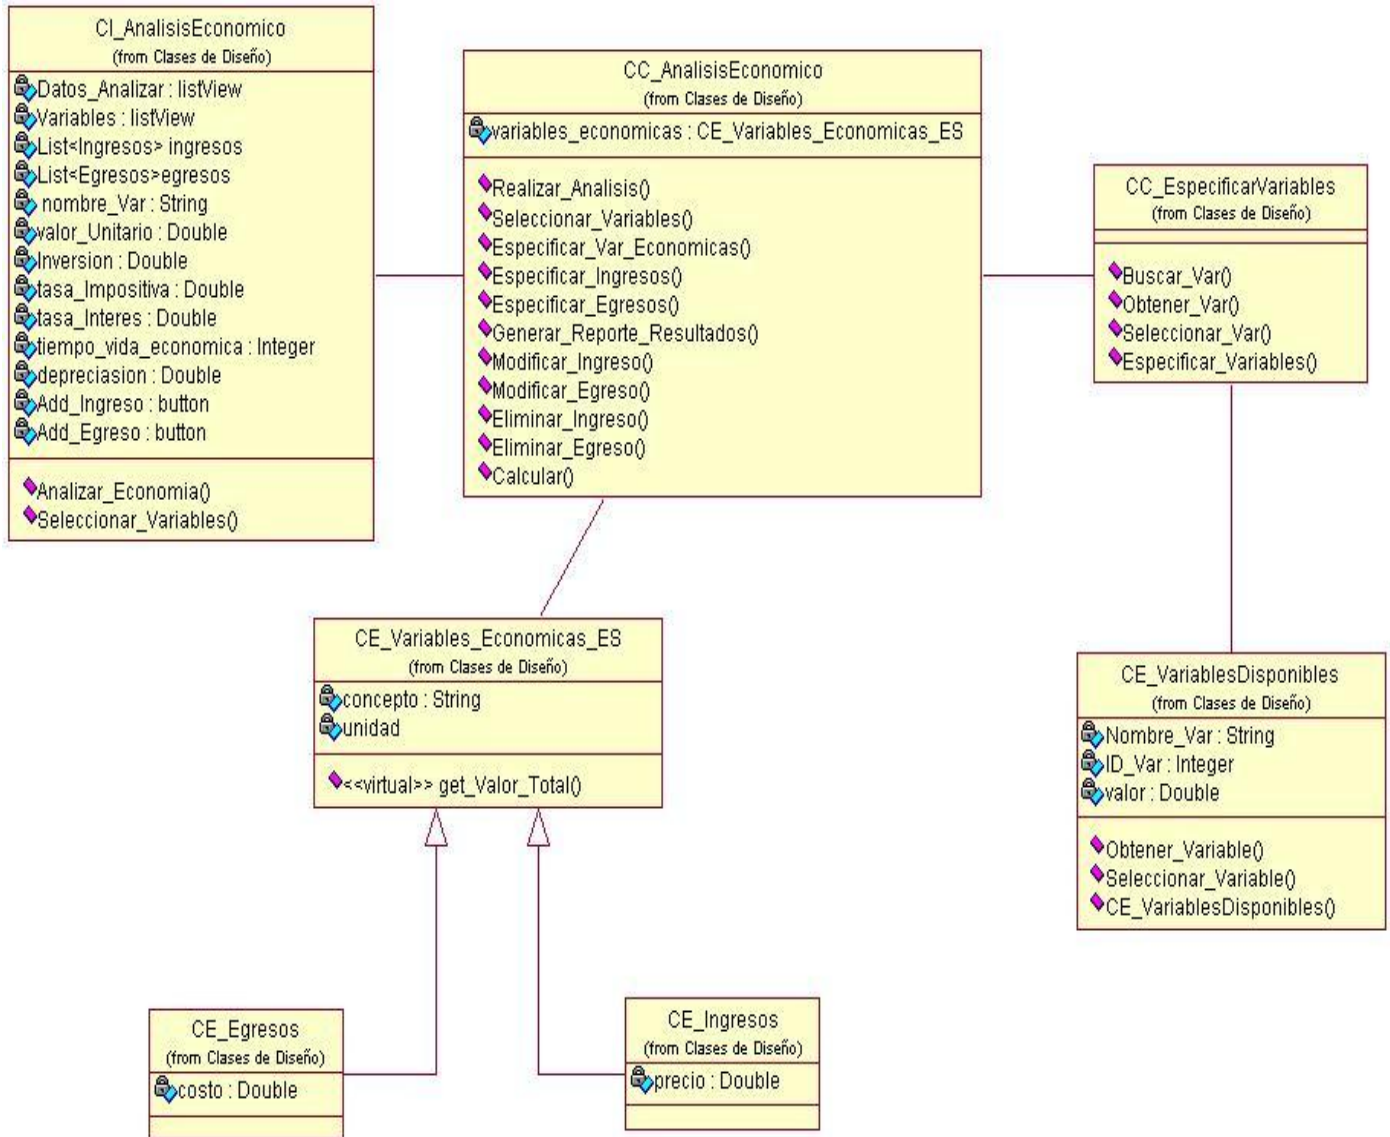 CI_AnalisisEconomico
(from Clases de Diseño)
Datos_Analizar : listView
Variables : listView
List<Ingresos> ingresos
List<Egresos>egresos
nombre_Var : String
valor_Unitario : Double
Inversion : Double
tasa_Impositiva : Double
tasa_Interes : Double
tiempo_vida_economica : Integer
depreciasion : Double
Add_Ingreso : button
Add_Egreso : button
Analizar_Economia()
Seleccionar_Variables()
CC_AnalisisEconomico
(from Clases de Diseño)
variables_economicas : CE_Variables_Economicas_ES
Realizar_Analisis()
Seleccionar_Variables()
Especificar_Var_Economicas()
Especificar_Ingresos()
Especificar_Egresos()
Generar_Reporte_Resultados()
Modificar_Ingreso()
Modificar_Egreso()
Eliminar_Ingreso()
Eliminar_Egreso()
Calcular()
CC_EspecificarVariables
(from Clases de Diseño)
Buscar_Var()
Obtener_Var()
Seleccionar_Var()
Especificar_Variables()
CE_Variables_Economicas_ES
(from Clases de Diseño)
concepto : String
unidad
<<virtual>> get_Valor_Total()
CE_VariablesDisponibles
(from Clases de Diseño)
Nombre_Var : String
ID_Var : Integer
valor : Double
Obtener_Variable()
Seleccionar_Variable()
CE_VariablesDisponibles()
CE_Egresos
(from Clases de Diseño)
costo : Double
CE_Ingresos
(from Clases de Diseño)
precio : Double